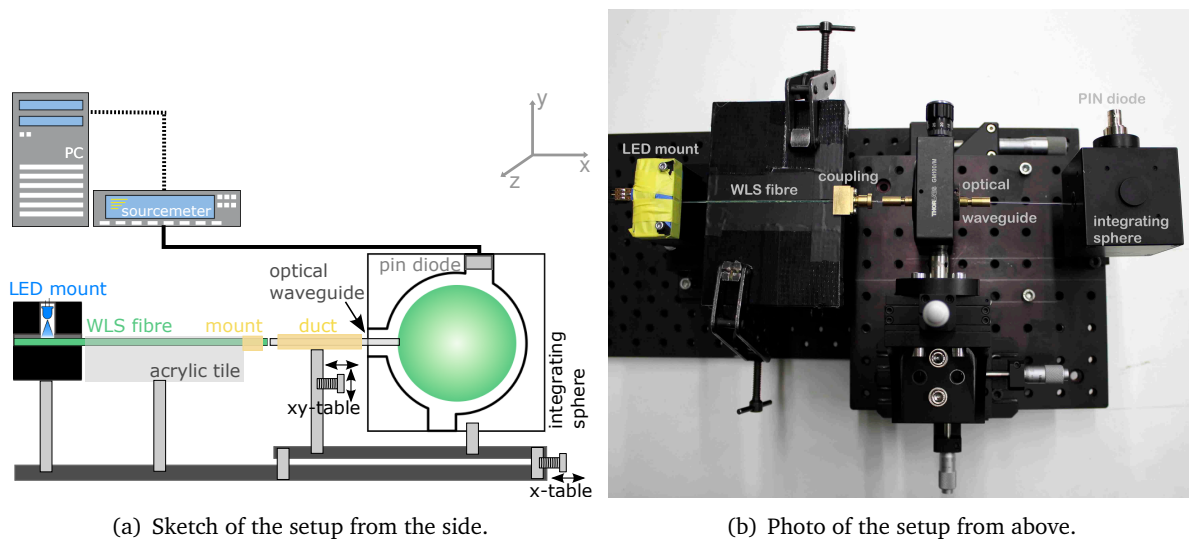 y
x
z
PC
sourcemeter
pin diode
optical
waveguide
LED mount
WLS fibre
mount
duct
acrylic tile
xy-table
integrating
sphere
x-table
(a) Sketch of the setup from the side.
PIN diode
LED mount
WLS fibre
coupling
optical
waveguide
integrating
sphere
(b) Photo of the setup from above.